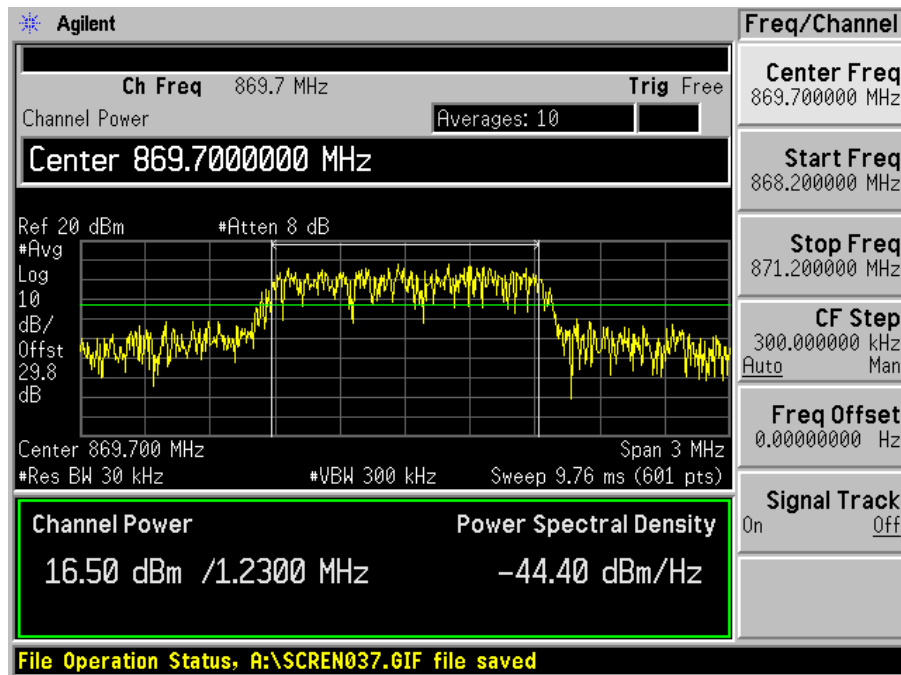 Agilent
Freq/Channel
Ch Freq 869.7 MHz Trig Free
Channel Power Averages: 10
Center 869.7000000 MHz
Ref 20 dBm #Atten 8 dB
#Avg
Log
10
dB/
Offst
29.8
dB
Center 869.700 MHz Span 3 MHz
#Res BW 30 kHz #VBW 300 kHz Sweep 9.76 ms (601 pts)
Channel Power Power Spectral Density
16.50 dBm /1.2300 MHz -44.40 dBm/Hz
File Operation Status, A:\SCREN037.GIF file saved
Center Freq
869.700000 MHz
Start Freq
868.200000 MHz
Stop Freq
871.200000 MHz
CF Step
300.000000 kHz
Auto Man
Freq Offset
0.00000000 Hz
Signal Track
On Off